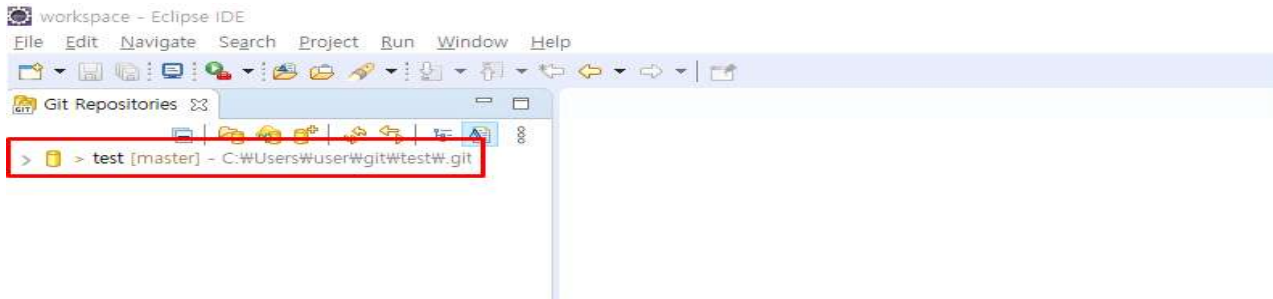 workspace - Eclipse IDE
File Edit Navigate Search Project Run Window Help
Git Repositories
> test [master] - C:₩Users₩user₩git₩test₩.git